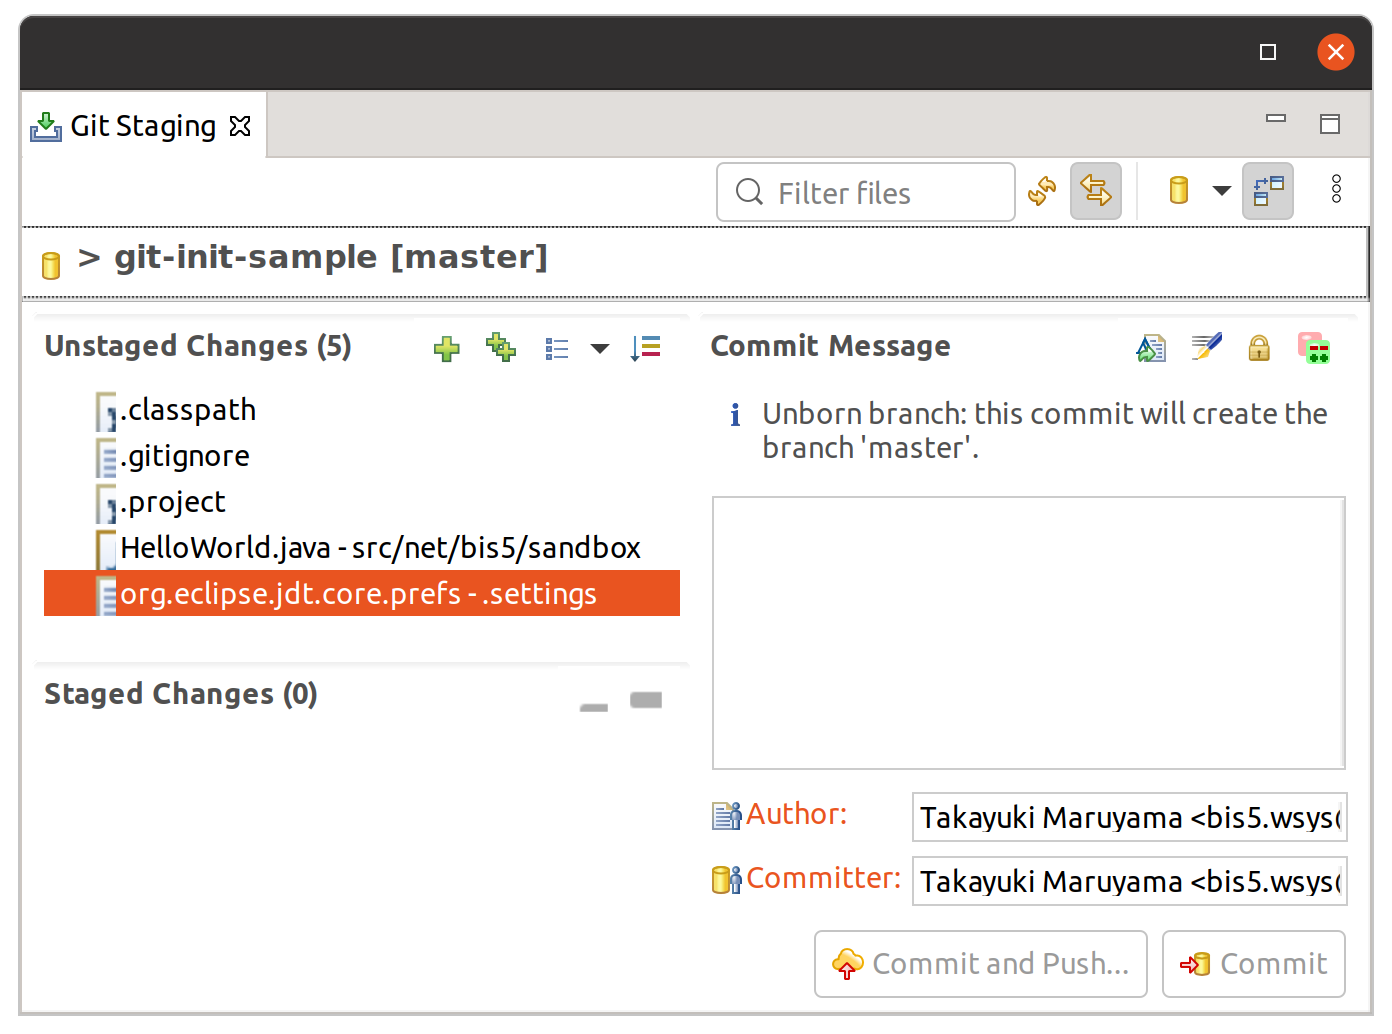 Git Staging
Filter files
> git-init-sample [master]
Unstaged Changes (5)
.classpath
.gitignore
.project
HelloWorld.java - src/net/bis5/sandbox
org.eclipse.jdt.core.prefs - .settings
Staged Changes (0)
Commit Message
Unborn branch: this commit will create the
branch 'master'.
Author:
Takayuki Maruyama <bis5.wsys(
Committer:
Takayuki Maruyama <bis5.wsys(
Commit and Push...
Commit